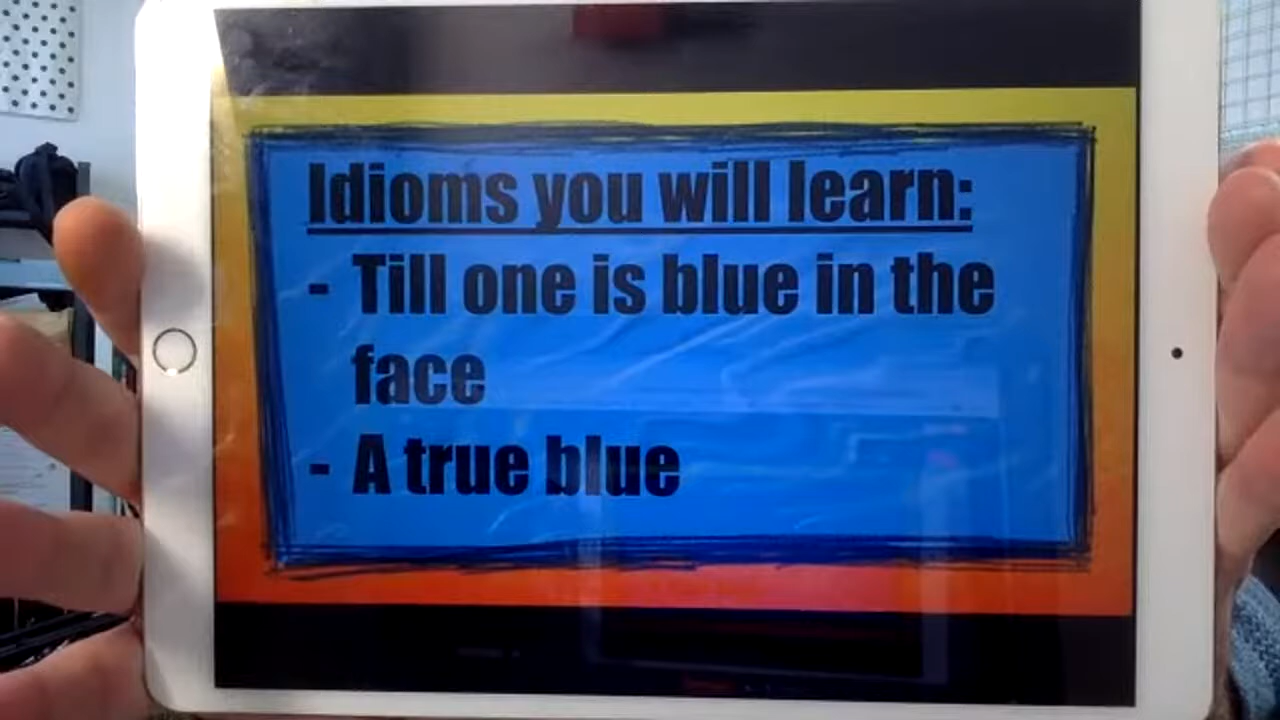 Idioms you will learn:
- Till one is blue in the
face
- A true blue